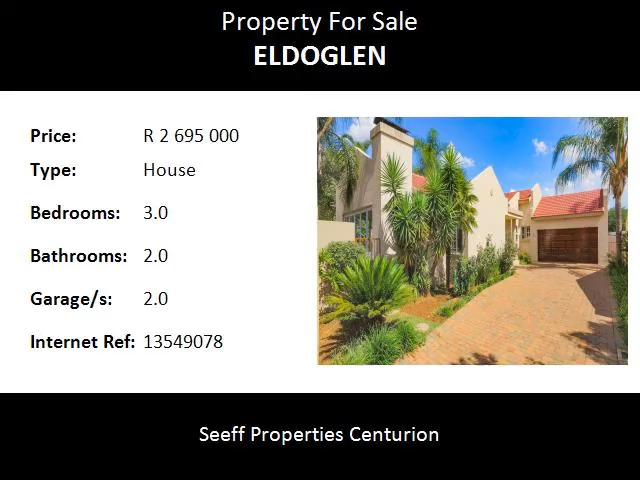 Property For Sale
ELDOGLEN
Price: R 2 695 000
Type: House
Bedrooms: 3.0
Bathrooms: 2.0
Garage/s: 2.0
Internet Ref: 13549078
Seeff Properties Centurion